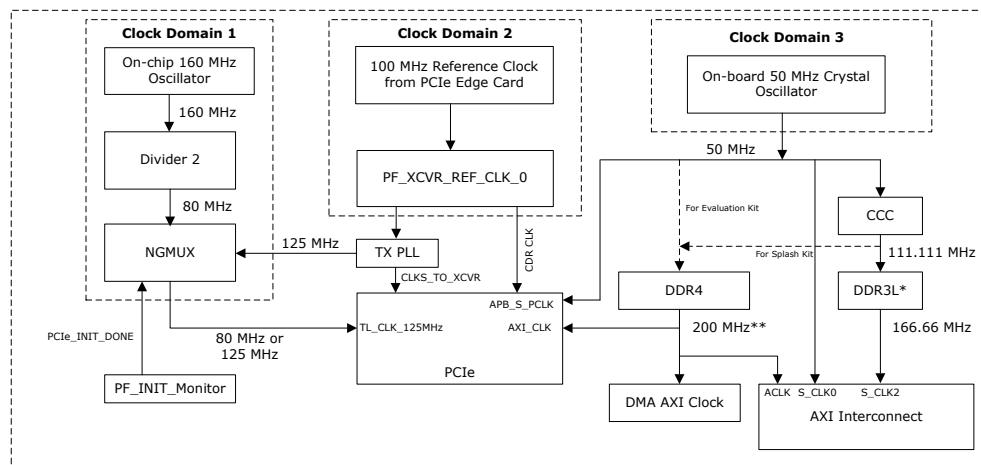 Clock Domain 1
On-chip 160 MHz
Oscillator
160 MHz
Divider 2
80 MHz
NGMUX
PCIe_INIT_DONE
PF_INIT_Monitor
80 MHz or
125 MHz
Clock Domain 2
100 MHz Reference Clock
from PCIe Edge Card
PF_XCVR_REF_CLK_0
125 MHz
TX PLL
CLKS_TO_XCVR
CDR CLK
APB_S_PCLK
TL_CLK_125MHz
AXI_CLK
PCIe
Clock Domain 3
On-board 50 MHz Crystal
Oscillator
50 MHz
For Evaluation Kit
CCC
For Splash Kit
111.111 MHz
DDR4
DDR3L*
200 MHz**
166.66 MHz
DMA AXI Clock
ACLK
S_CLK0
S_CLK2
AXI Interconnect